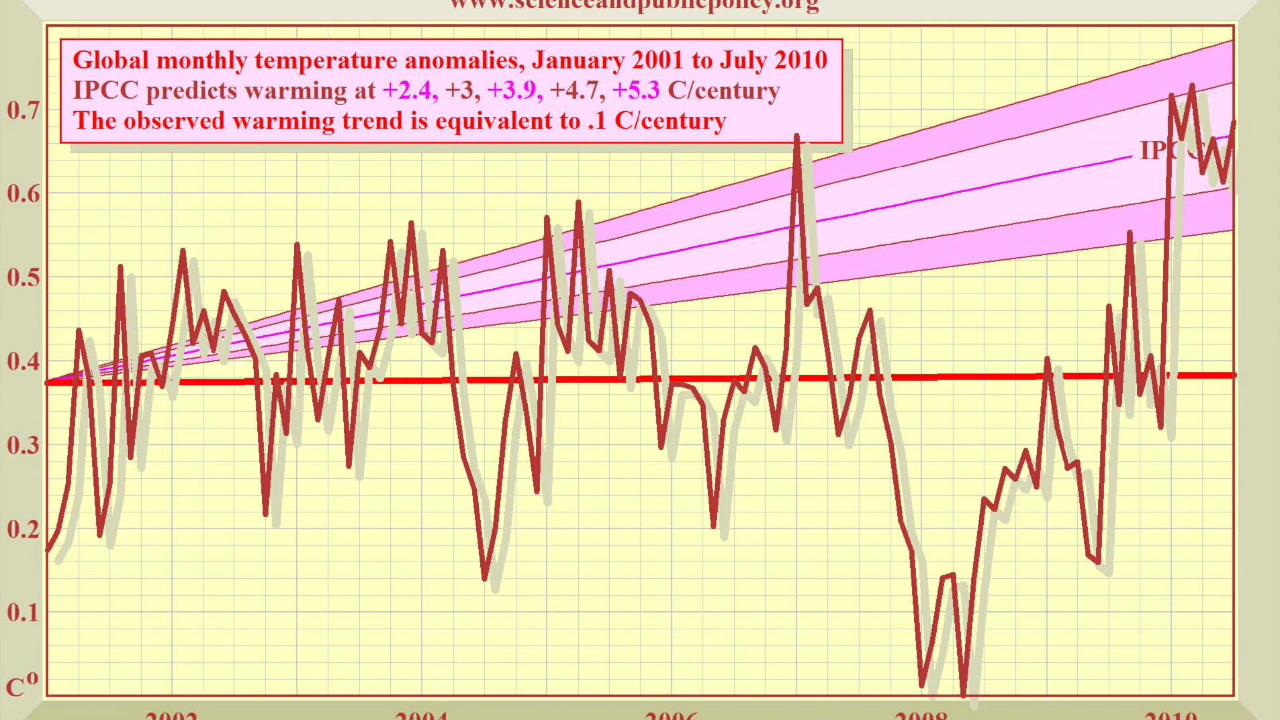 www.scienceandpublicpolicy.org
Global monthly temperature anomalies, January 2001 to July 2010
IPCC predicts warming at +2.4, +3, +3.9, +4.7, +5.3 C/century
The observed warming trend is equivalent to .1 C/century
0.7
IPCC
0.6
0.5
0.4
0.3
0.2
0.1
Cº
2002 2004 2006 2008 2010